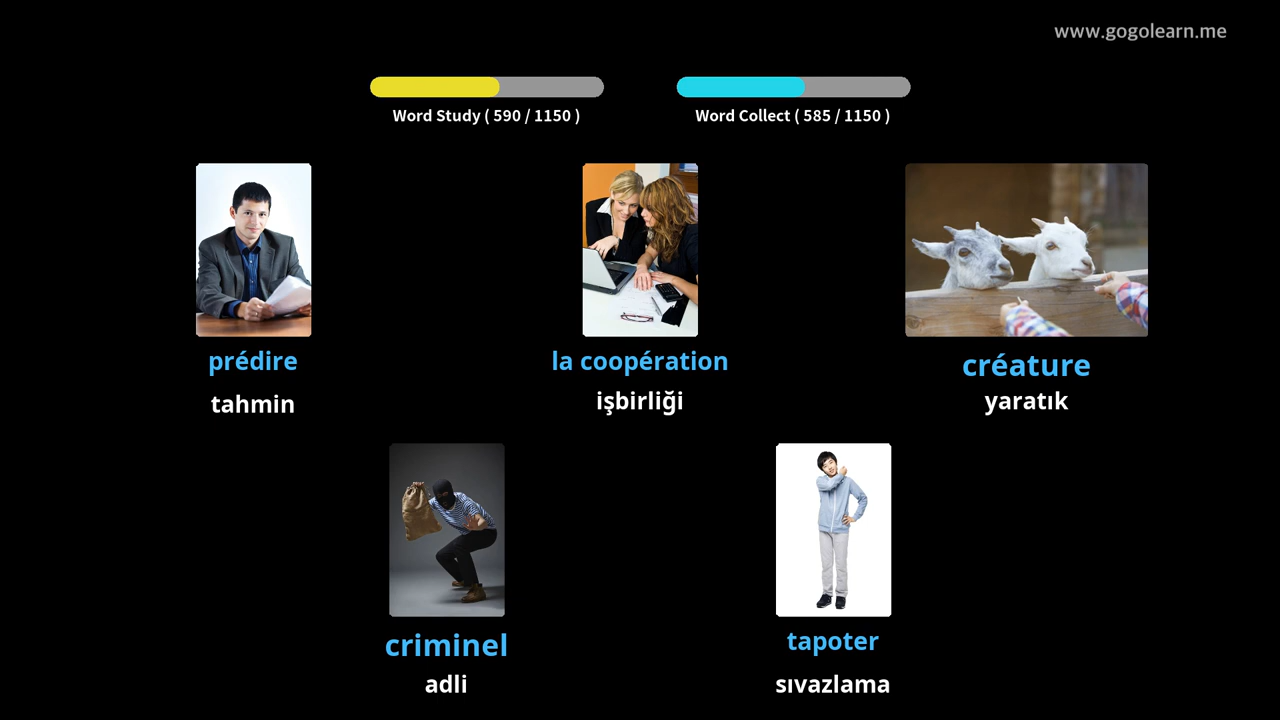 www.gogolearn.me
Word Study ( 590 / 1150 )
Word Collect ( 585 / 1150 )
prédire
tahmin
la coopération
işbirliği
créature
yaratık
criminel
adli
tapoter
sıvazlama